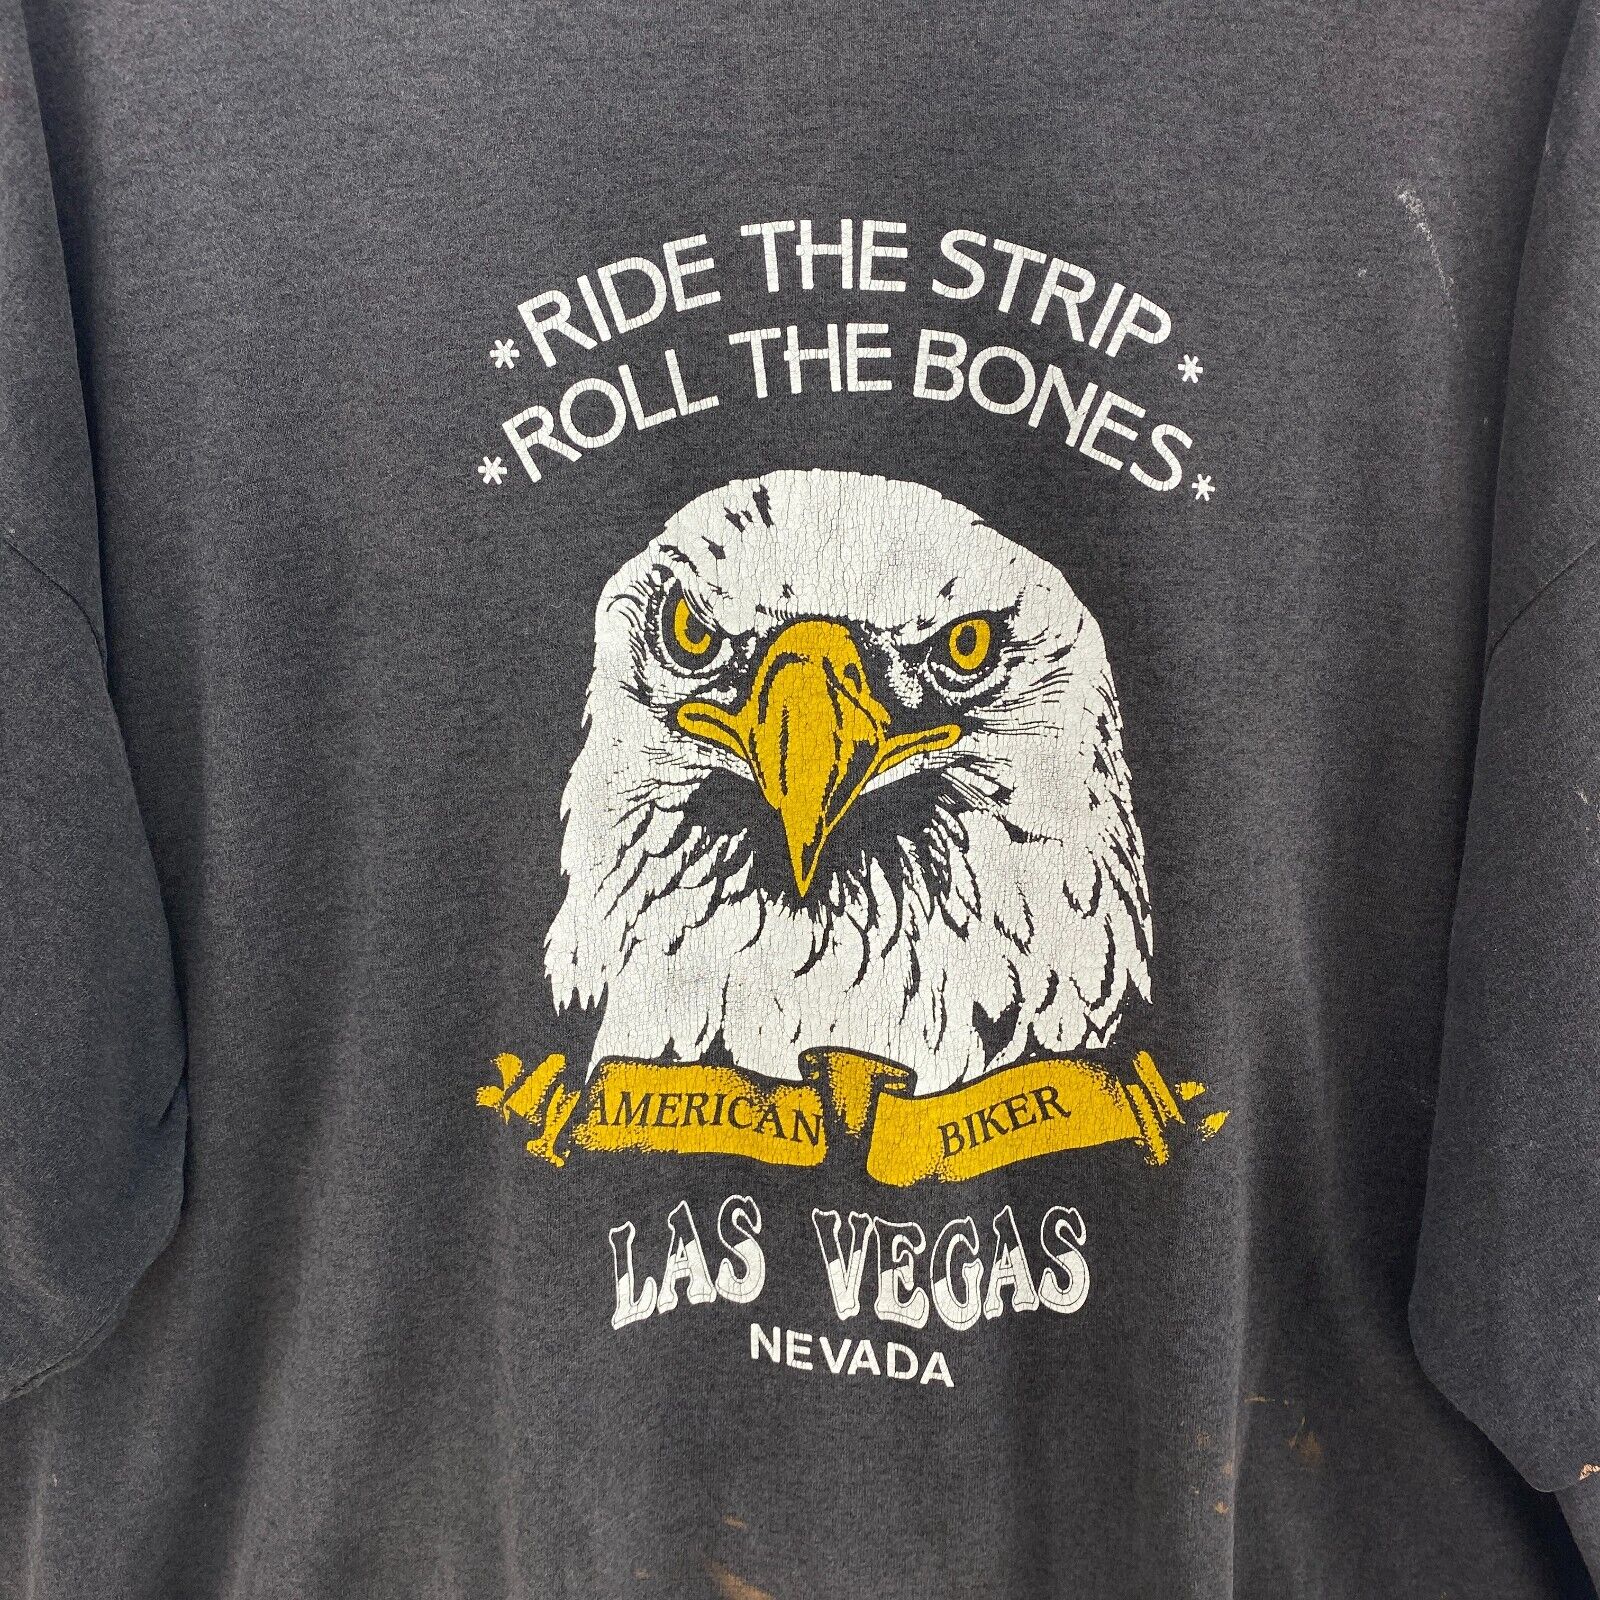 *RIDE THE STRIP*
*ROLL THE BONES*
AMERICAN BIKER
LAS VEGAS
NEVADA